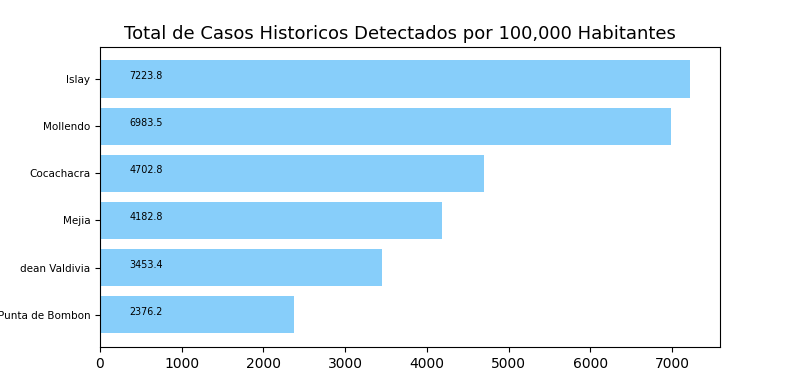 Total de Casos Historicos Detectados por 100,000 Habitantes
Islay 7223.8
Mollendo 6983.5
Cocachacra 4702.8
Mejia 4182.8
dean Valdivia 3453.4
Punta de Bombon 2376.2
0 1000 2000 3000 4000 5000 6000 7000